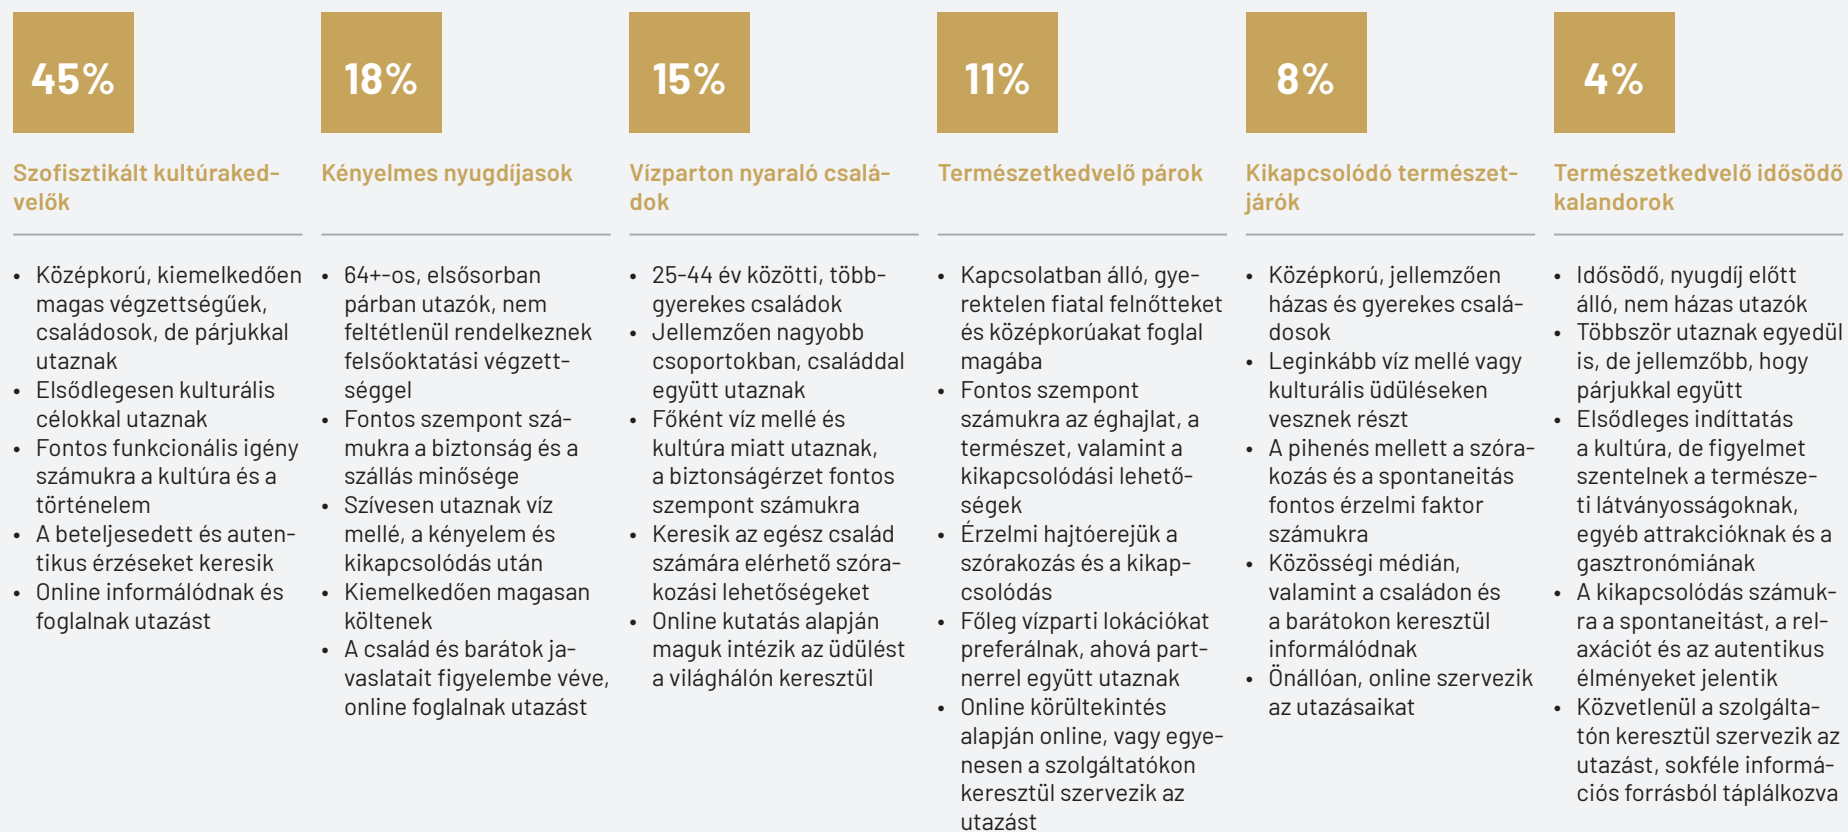 45%
Szofisztikált kultúraked-
velők
• Középkorú, kiemelkedően
magas végzettségűek,
családosok, de párjukkal
utaznak
• Elsődlegesen kulturális
célokkal utaznak
• Fontos funkcionális igény
számukra a kultúra és a
történelem
• A beteljesedett és auten-
tikus érzéseket keresik
• Online informálódnak és
foglalnak utazást
18%
Kényelmes nyugdíjasok
• 64+-os, elsősorban
párban utazók, nem
feltétlenül rendelkeznek
felsőoktatási végzett-
séggel
• Fontos szempont szá-
mukra a biztonság és a
szállás minősége
• Szívesen utaznak víz
mellé, a kényelem és
kikapcsolódás után
• Kiemelkedően magasan
költenek
• A család és barátok ja-
vaslatait figyelembe véve,
online foglalnak utazást
15%
Vízparton nyaraló csalá-
dok
• 25-44 év közötti, több-
gyerekes családok
• Jellemzően nagyobb
csoportokban, családdal
együtt utaznak
• Főként víz mellé és
kultúra miatt utaznak,
a biztonságérzet fontos
szempont számukra
• Keresik az egész család
számára elérhető szóra-
kozási lehetőségeket
• Online kutatás alapján
maguk intézik az üdülést
a világhálón keresztül
11%
Természetkedvelő párok
• Kapcsolatban álló, gye-
rektelen fiatal felnőtteket
és középkorúakat foglal
magába
• Fontos szempont
számukra az éghajlat, a
természet, valamint a
kikapcsolódási lehető-
ségek
• Érzelmi hajtóerejük a
szórakozás és a kikap-
csolódás
• Főleg vízparti lokációkat
preferálnak, ahová part-
nerrel együtt utaznak
• Online körültekintés
alapján online, vagy egye-
nesen a szolgáltatókon
keresztül szervezik az
utazást
8%
Kikapcsolódó természet-
járók
• Középkorú, jellemzően
házas és gyerekes csalá-
dosok
• Leginkább víz mellé vagy
kulturális üdüléseken
vesznek részt
• A pihenés mellett a szóra-
kozás és a spontaneitás
fontos érzelmi faktor
számukra
• Közösségi médián,
valamint a családon és
a barátokon keresztül
informálódnak
• Önállóan, online szervezik
az utazásaikat
4%
Természetkedvelő idősödő
kalandorok
• Idősödő, nyugdíj előtt
álló, nem házas utazók
• Többször utaznak egyedül
is, de jellemzőbb, hogy
párjukkal együtt
• Elsődleges indíttatás
a kultúra, de figyelmet
szentelnek a természe-
ti látványosságoknak,
egyéb attrakcióknak és a
gasztronómiának
• A kikapcsolódás számuk-
ra a spontaneitást, a rel-
axációt és az autentikus
élményeket jelentik
• Közvetlenül a szolgálta-
tón keresztül szervezik az
utazást, sokféle informá-
ciós forrásból táplálkozva